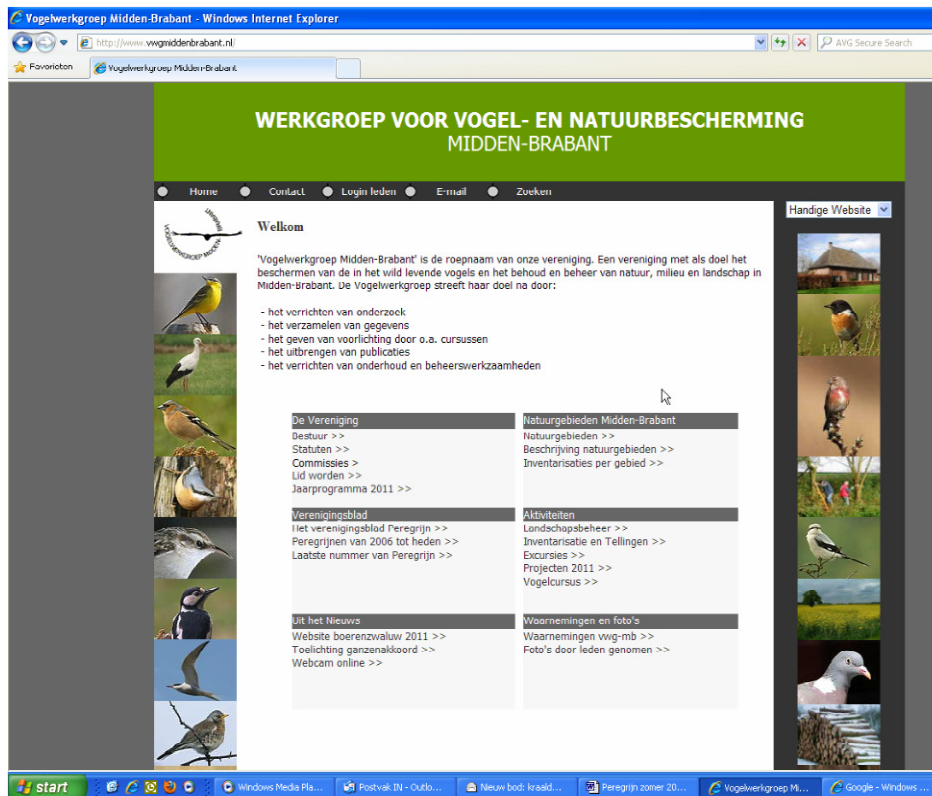 Vogelwerkgroep Midden-Brabant - Windows Internet Explorer
http://www.vwgmiddenbrabant.nl/
AVG Secure Search
Favorieten
Vogelwerkgroep Midden-Brabant
WERKGROEP VOOR VOGEL- EN NATUURBESCHERMING
MIDDEN-BRABANT
Home
Contact
Login leden
E-mail
Zoeken
Handige Website
VOGELWERKGROEP MIDDEN-BRABANT
Welkom
'Vogelwerkgroep Midden-Brabant' is de roepnaam van onze vereniging. Een vereniging met als doel het
beschermen van de in het wild levende vogels en het behoud en beheer van natuur, milieu en landschap in
Midden-Brabant. De Vogelwerkgroep streeft haar doel na door:
- het verrichten van onderzoek
- het verzamelen van gegevens
- het geven van voorlichting door o.a. cursussen
- het uitbrengen van publicaties
- het verrichten van onderhoud en beheerswerkzaamheden
De Vereniging
Bestuur >>
Statuten >>
Commissies >
Lid worden >>
Jaarprogramma 2011 >>
Natuurgebieden Midden-Brabant
Natuurgebieden >>
Beschrijving natuurgebieden >>
Inventarisaties per gebied >>
Verenigingsblad
Het verenigingsblad Peregrijn >>
Peregrijnen van 2006 tot heden >>
Laatste nummer van Peregrijn >>
Aktiviteiten
Landschapsbeheer >>
Inventarisatie en Tellingen >>
Excursies >>
Projecten 2011 >>
Vogelcursus >>
Uit het Nieuws
Website boerenzwaluw 2011 >>
Toelichting ganzenakkoord >>
Webcam online >>
Waarnemingen en foto's
Waarnemingen vwg-mb >>
Foto's door leden genomen >>
start
Windows Media Pla...
Postvak IN - Outlo...
Nieuw bod: kraald...
Peregrijn zomer 20...
Vogelwerkgroep Mi...
Google - Windows ...